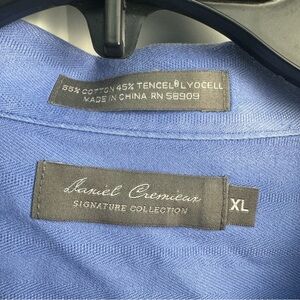 55% COTTON 45% TENCEL® LYOCELL
MADE IN CHINA RN 58909
Daniel Cremieux
SIGNATURE COLLECTION
XL